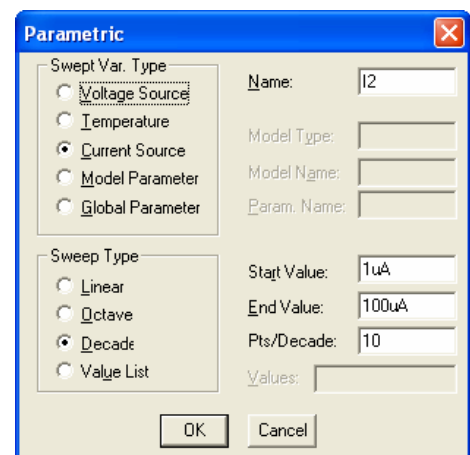 Parametric
Swept Var. Type
Voltage Source
Temperature
Current Source
Model Parameter
Global Parameter
Name: I2
Model Type:
Model Name:
Param. Name:
Sweep Type
Linear
Octave
Decade
Value List
Start Value: 1uA
End Value: 100uA
Pts/Decade: 10
Values:
OK
Cancel